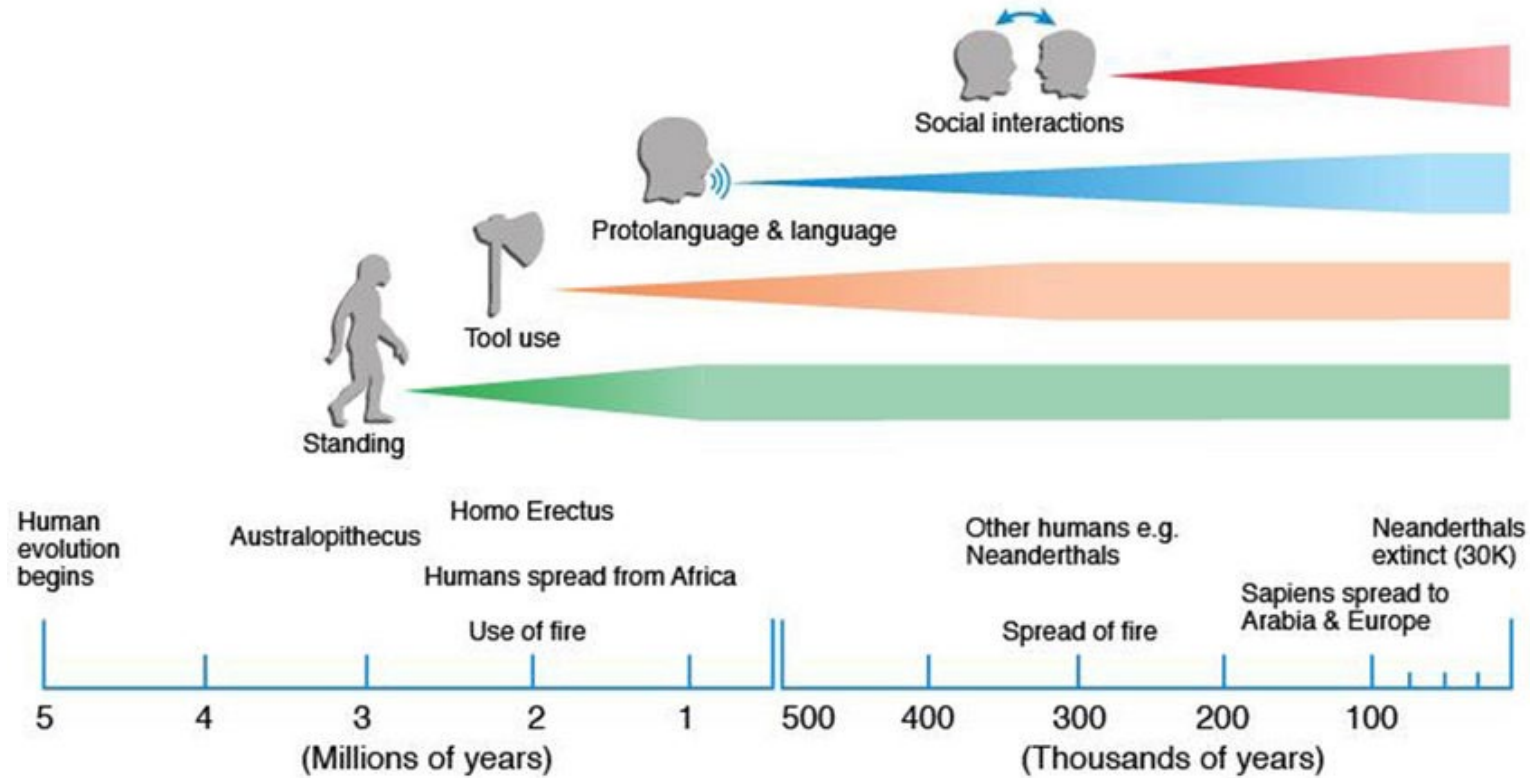 Social interactions
Protolanguage & language
Tool use
Standing
Human
evolution
begins
Australopithecus
Homo Erectus
Humans spread from Africa
Use of fire
Other humans e.g.
Neanderthals
Spread of fire
Neanderthals
extinct (30K)
Sapiens spread to
Arabia & Europe
5 4 3 2 1 500 400 300 200 100
(Millions of years) (Thousands of years)